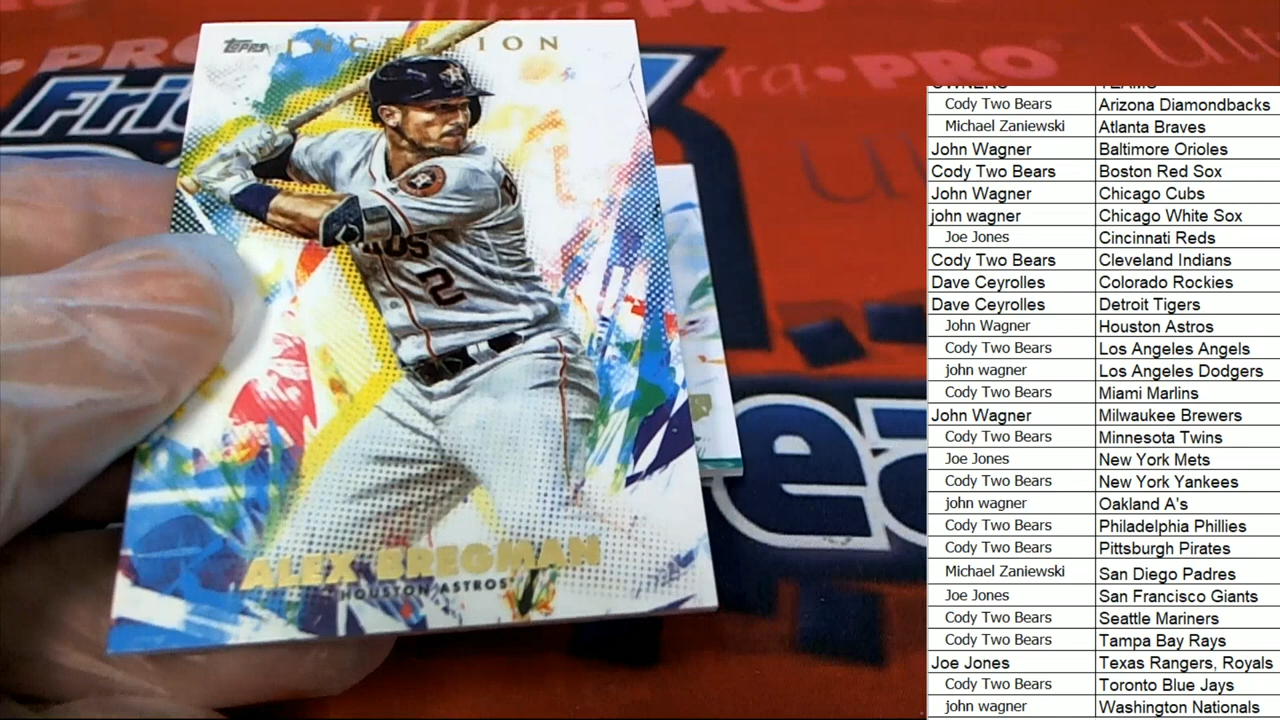 TOPPS INCEPTION
2
ALEX BREGMAN
HOUSTON ASTROS
Ultra PRO
OWNERS TEAMS
Cody Two Bears Arizona Diamondbacks
Michael Zaniewski Atlanta Braves
John Wagner Baltimore Orioles
Cody Two Bears Boston Red Sox
John Wagner Chicago Cubs
john wagner Chicago White Sox
Joe Jones Cincinnati Reds
Cody Two Bears Cleveland Indians
Dave Ceyrolles Colorado Rockies
Dave Ceyrolles Detroit Tigers
John Wagner Houston Astros
Cody Two Bears Los Angeles Angels
john wagner Los Angeles Dodgers
Cody Two Bears Miami Marlins
John Wagner Milwaukee Brewers
Cody Two Bears Minnesota Twins
Joe Jones New York Mets
Cody Two Bears New York Yankees
john wagner Oakland A's
Cody Two Bears Philadelphia Phillies
Cody Two Bears Pittsburgh Pirates
Michael Zaniewski San Diego Padres
Joe Jones San Francisco Giants
Cody Two Bears Seattle Mariners
Cody Two Bears Tampa Bay Rays
Joe Jones Texas Rangers, Royals
Cody Two Bears Toronto Blue Jays
john wagner Washington Nationals